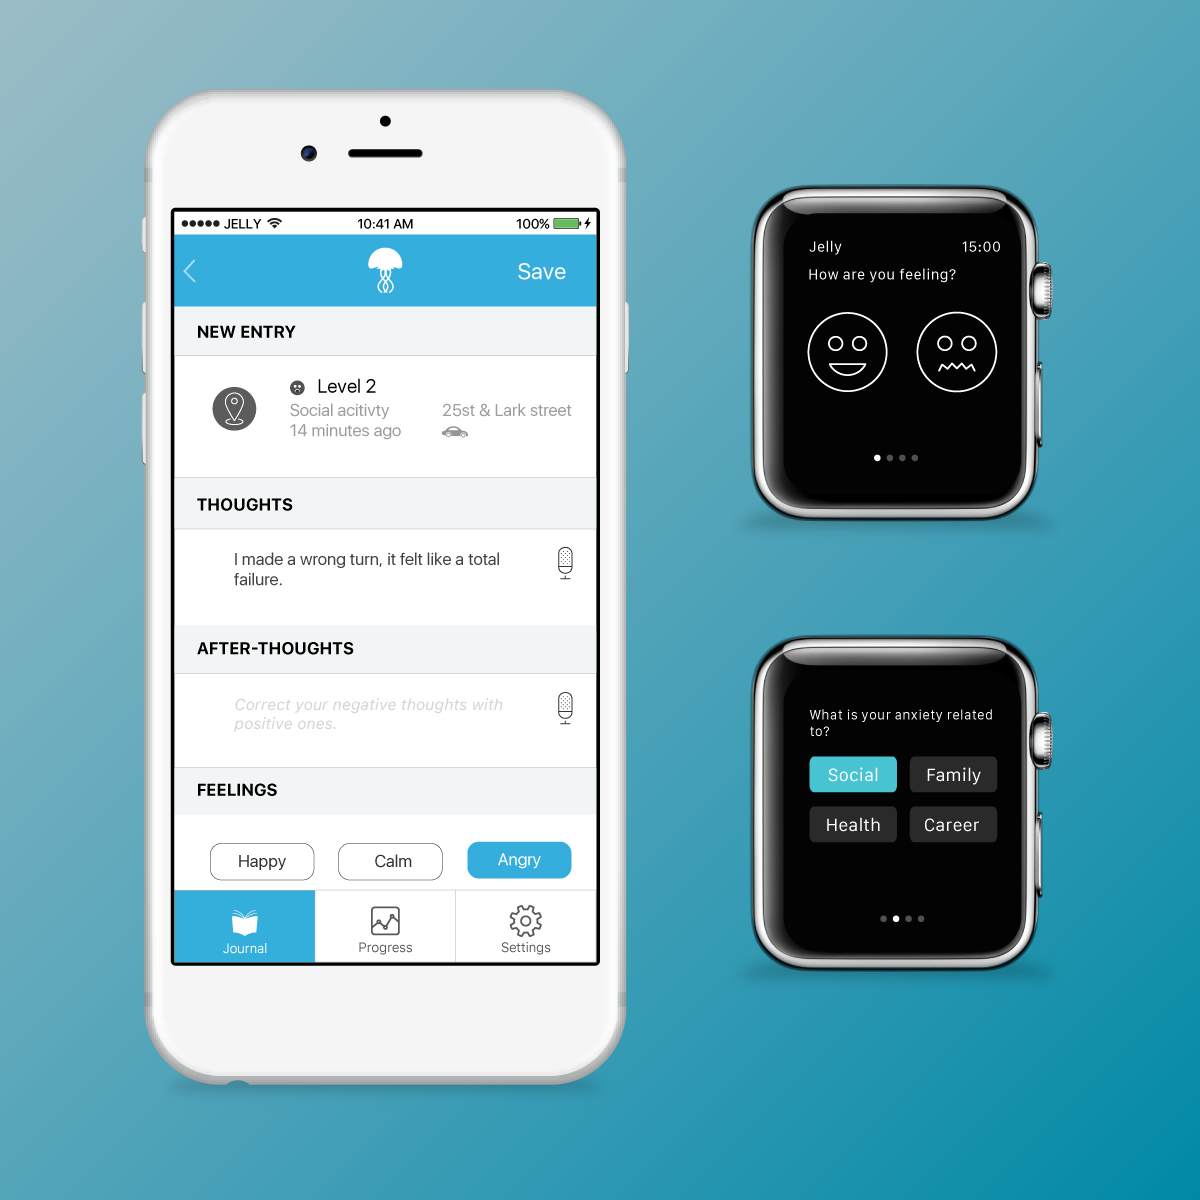 JELLY 10:41 AM 100%
Save
NEW ENTRY
Level 2
Social acitivty 25st & Lark street
14 minutes ago
THOUGHTS
I made a wrong turn, it felt like a total
failure.
AFTER-THOUGHTS
Correct your negative thoughts with
positive ones.
FEELINGS
Happy Calm Angry
Journal Progress Settings
Jelly 15:00
How are you feeling?
What is your anxiety related
to?
Social Family
Health Career